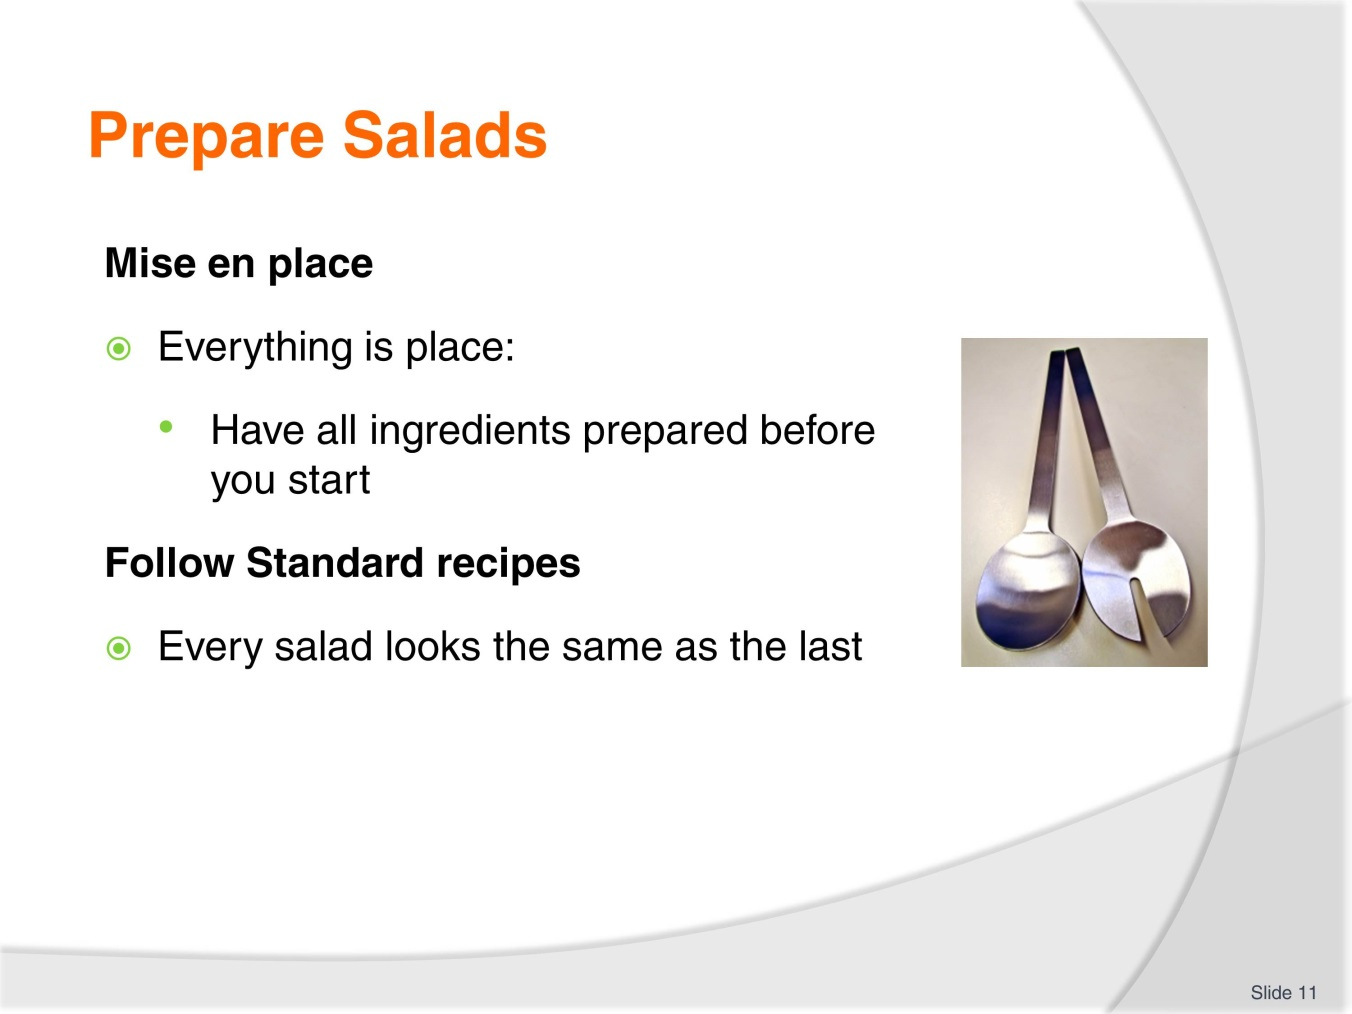 Prepare Salads
Mise en place
Everything is place:
Have all ingredients prepared before
you start
Follow Standard recipes
Every salad looks the same as the last
Slide 11